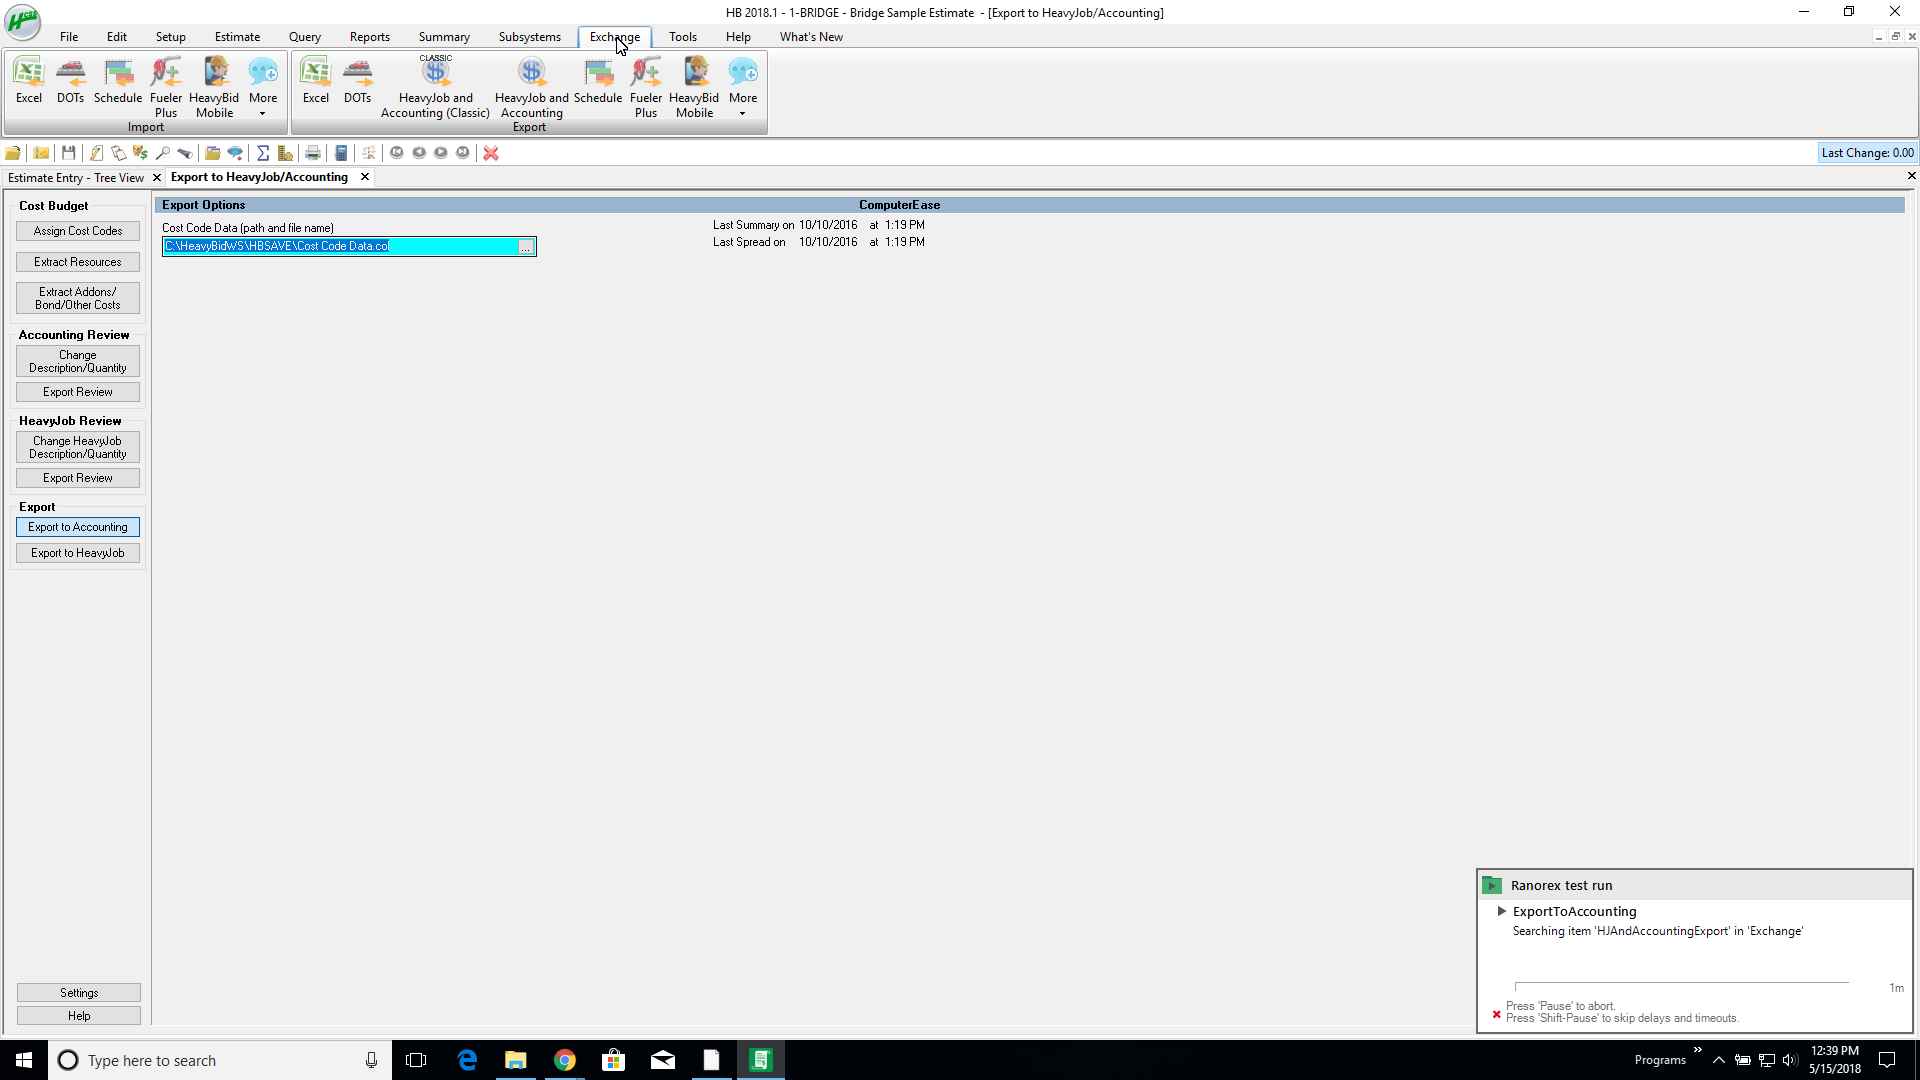 HB 2018.1 - 1-BRIDGE - Bridge Sample Estimate - [Export to HeavyJob/Accounting]
File Edit Setup Estimate Query Reports Summary Subsystems Exchange Tools Help What's New
CLASSIC
Excel DOTs Schedule Fueler Plus HeavyBid Mobile More
Import
Excel DOTs HeavyJob and Accounting (Classic) HeavyJob and Accounting Schedule Fueler Plus HeavyBid Mobile More
Export
Last Change: 0.00
Estimate Entry - Tree View
Export to HeavyJob/Accounting
Cost Budget
Assign Cost Codes
Extract Resources
Extract Addons/
Bond/Other Costs
Accounting Review
Change
Description/Quantity
Export Review
HeavyJob Review
Change HeavyJob
Description/Quantity
Export Review
Export
Export to Accounting
Export to HeavyJob
Settings
Help
Export Options
ComputerEase
Cost Code Data (path and file name)
C:\HeavyBidWS\HBSAVE\Cost Code Data.col
...
Last Summary on 10/10/2016 at 1:19 PM
Last Spread on 10/10/2016 at 1:19 PM
Ranorex test run
ExportToAccounting
Searching item 'HJAndAccountingExport' in 'Exchange'
1m
Press 'Pause' to abort.
Press 'Shift-Pause' to skip delays and timeouts.
Type here to search
Programs
12:39 PM
5/15/2018